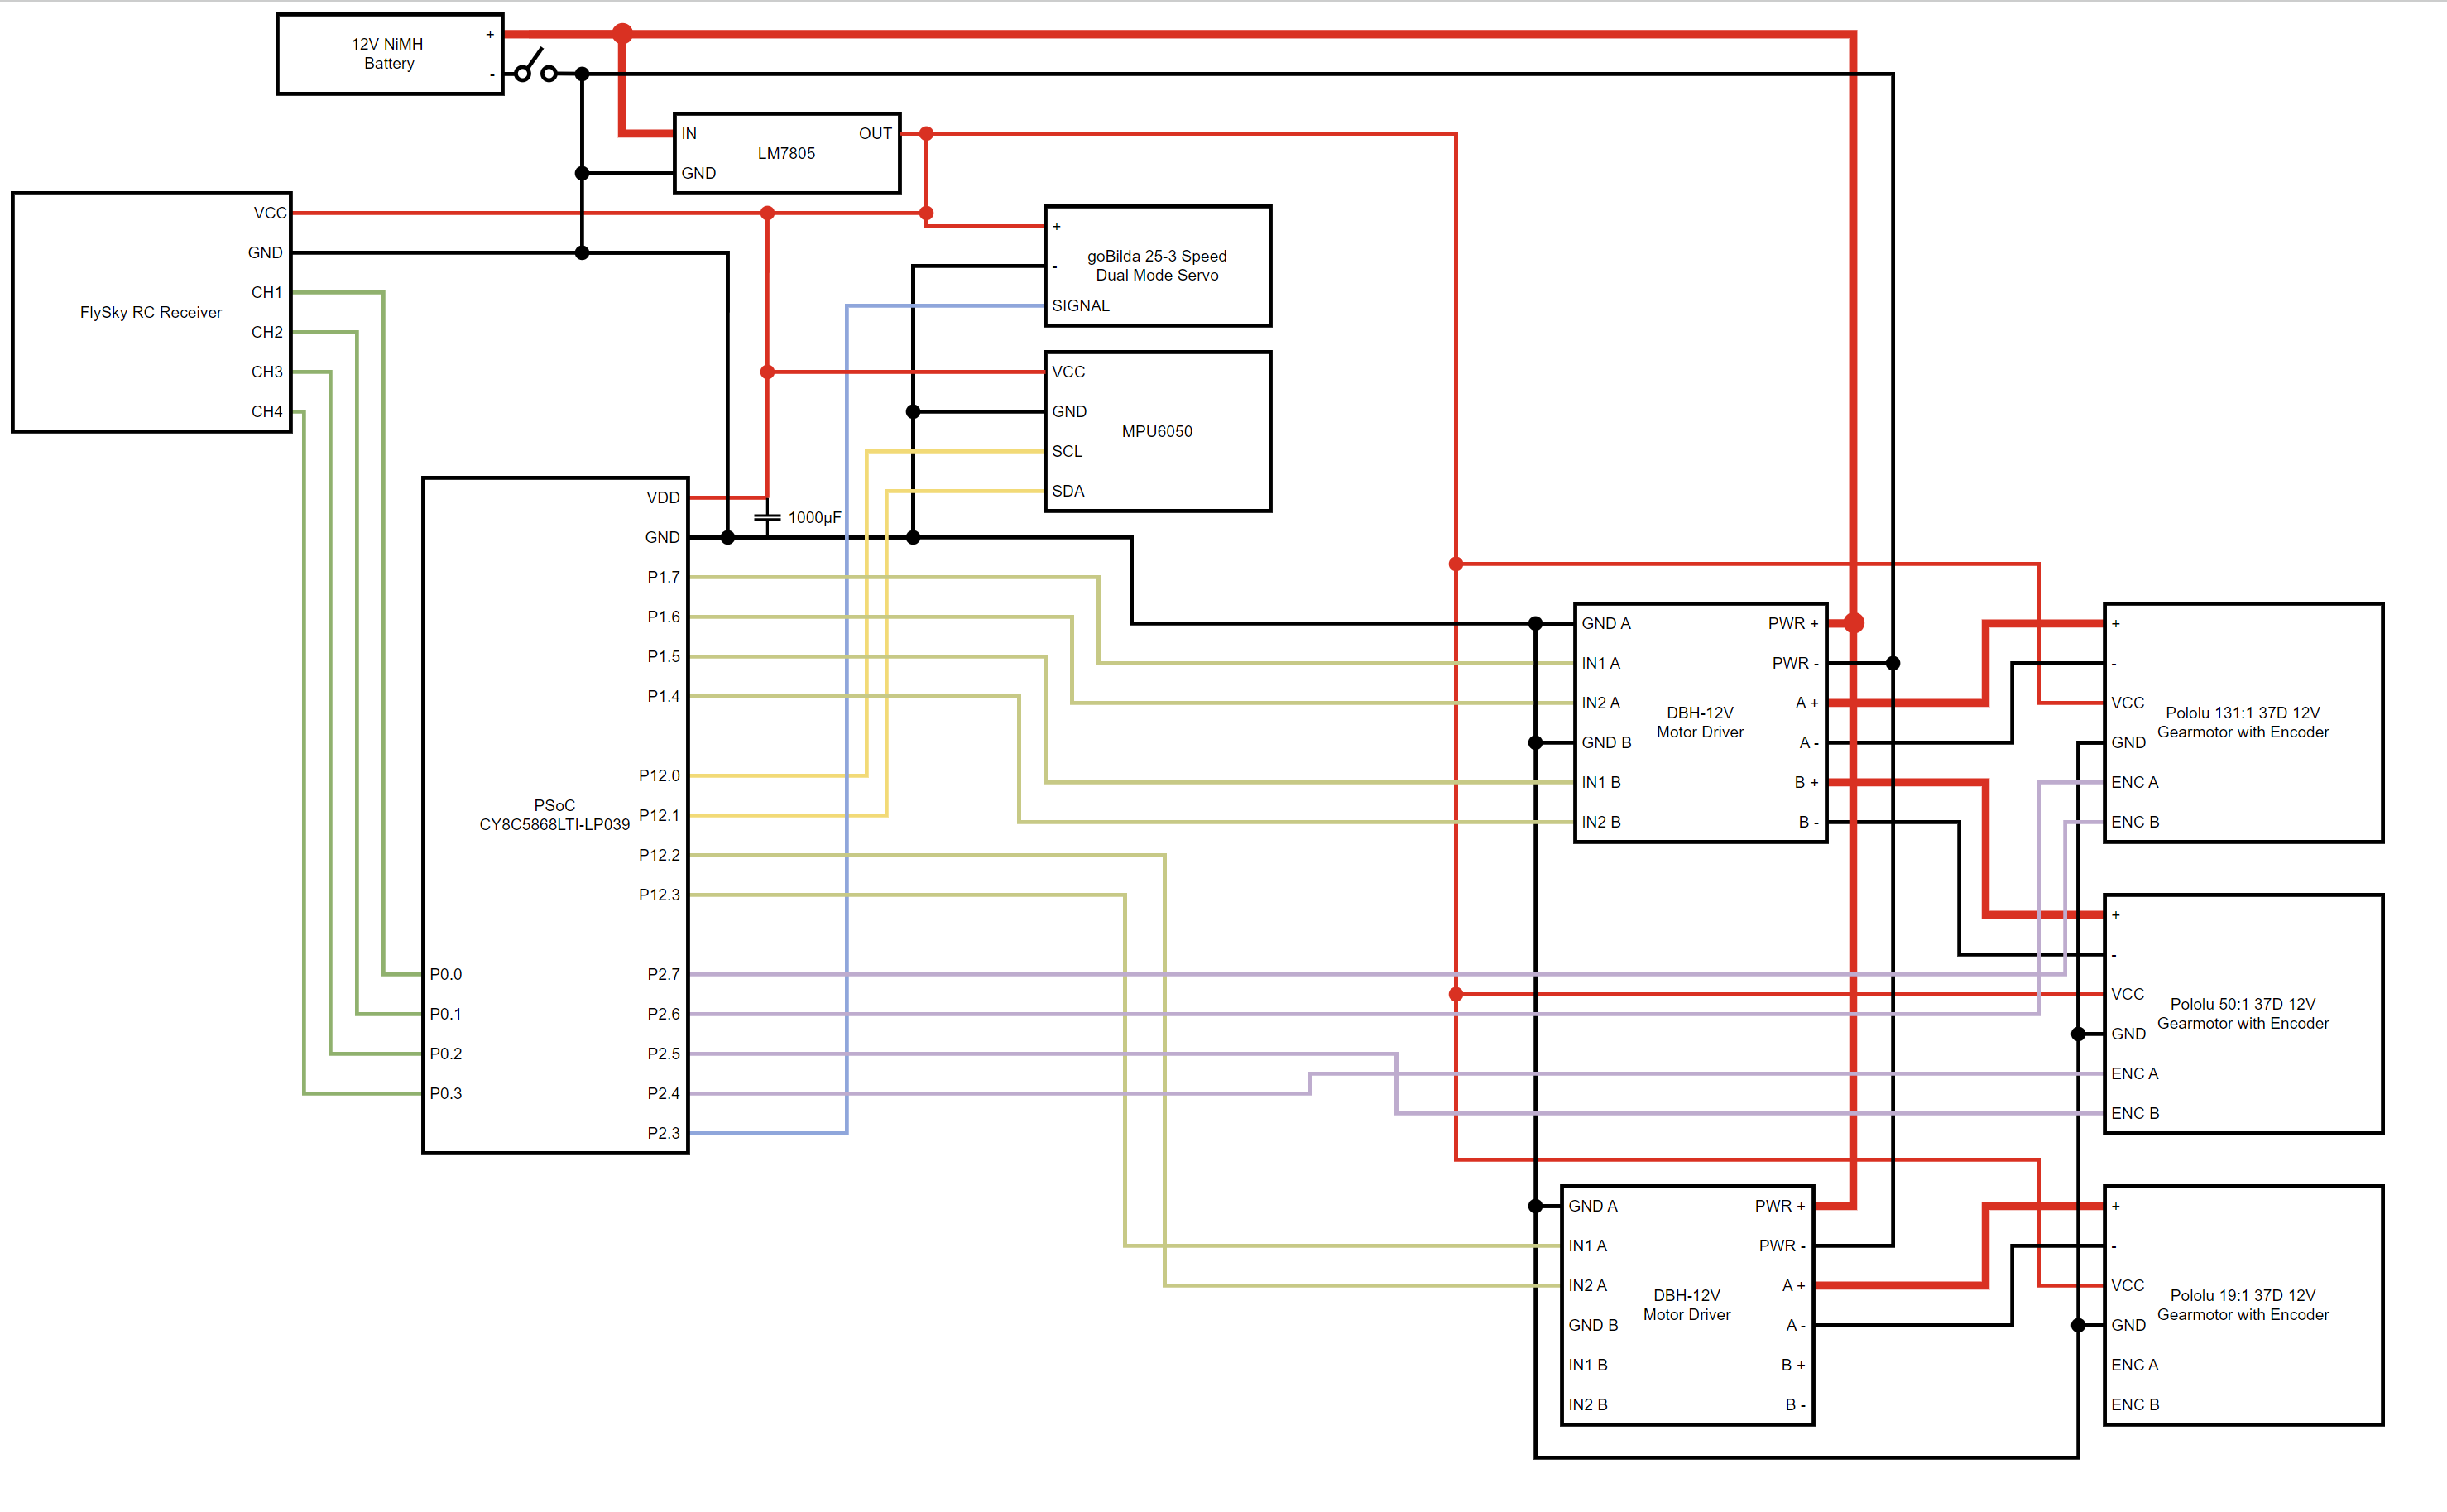 12V NiMH
Battery
+
-
IN
GND
LM7805
OUT
FlySky RC Receiver
VCC
GND
CH1
CH2
CH3
CH4
+
-
SIGNAL
goBilda 25-3 Speed
Dual Mode Servo
VCC
GND
SCL
SDA
MPU6050
1000μF
PSoC
CY8C5868LTI-LP039
VDD
GND
P1.7
P1.6
P1.5
P1.4
P12.0
P12.1
P12.2
P12.3
P2.7
P2.6
P2.5
P2.4
P2.3
P0.0
P0.1
P0.2
P0.3
GND A
IN1 A
IN2 A
GND B
IN1 B
IN2 B
DBH-12V
Motor Driver
PWR +
PWR -
A +
A -
B +
B -
+
-
VCC
GND
ENC A
ENC B
Pololu 131:1 37D 12V
Gearmotor with Encoder
+
-
VCC
GND
ENC A
ENC B
Pololu 50:1 37D 12V
Gearmotor with Encoder
GND A
IN1 A
IN2 A
GND B
IN1 B
IN2 B
DBH-12V
Motor Driver
PWR +
PWR -
A +
A -
B +
B -
+
-
VCC
GND
ENC A
ENC B
Pololu 19:1 37D 12V
Gearmotor with Encoder